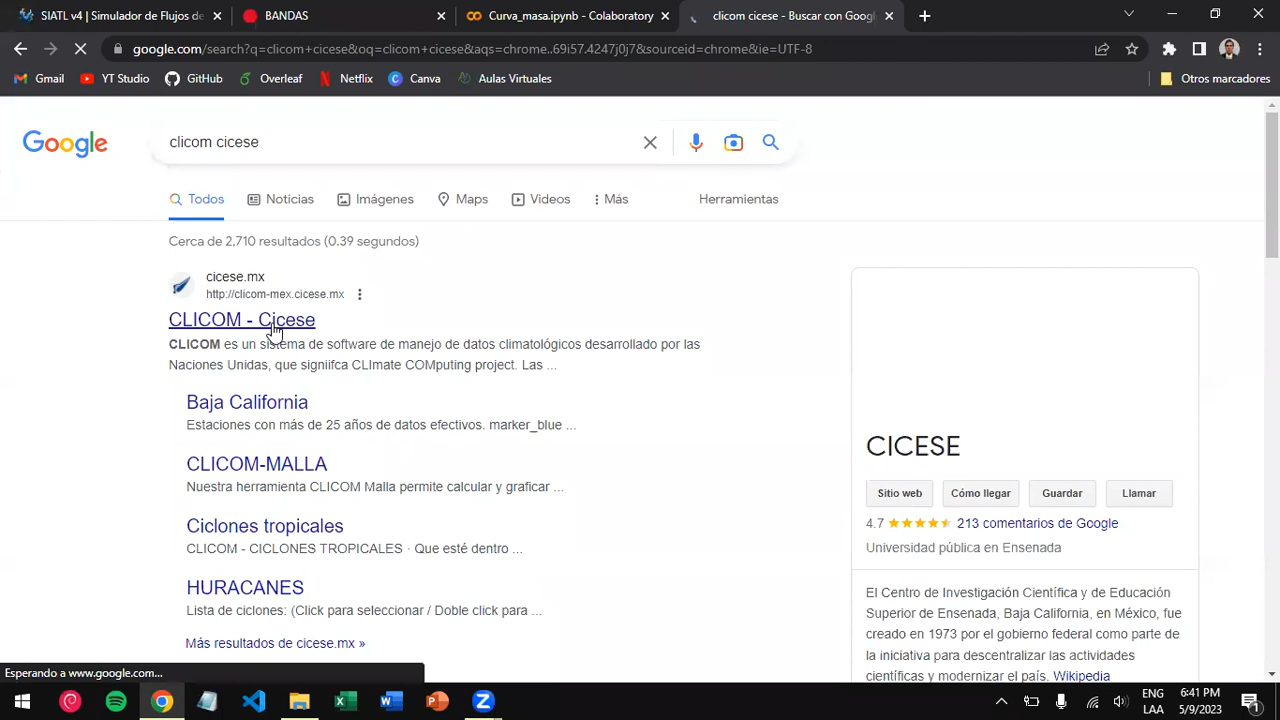 SIATL v4 | Simulador de Flujos de
BANDAS
Curva_masa.ipynb - Colaboratory
clicom cicese - Buscar con Goog
google.com/search?q=clicom+cicese&oq=clicom+cicese&aqs=chrome..69i57.4247j0j7&sourceid=chrome&ie=UTF-8
Gmail
YT Studio
GitHub
Overleaf
Netflix
Canva
Aulas Virtuales
Otros marcadores
Google
clicom cicese
Todos
Noticias
Imágenes
Maps
Videos
Más
Herramientas
Cerca de 2,710 resultados (0.39 segundos)
cicese.mx
http://clicom-mex.cicese.mx
CLICOM - Cicese
CLICOM es un sistema de software de manejo de datos climatológicos desarrollado por las
Naciones Unidas, que signiifca CLImate COMputing project. Las ...
Baja California
Estaciones con más de 25 años de datos efectivos. marker_blue ...
CLICOM-MALLA
Nuestra herramienta CLICOM Malla permite calcular y graficar ...
Ciclones tropicales
CLICOM - CICLONES TROPICALES · Que esté dentro ...
HURACANES
Lista de ciclones: (Click para seleccionar / Doble click para ...
Más resultados de cicese.mx »
CICESE
Sitio web
Cómo llegar
Guardar
Llamar
4.7
213 comentarios de Google
Universidad pública en Ensenada
El Centro de Investigación Científica y de Educación
Superior de Ensenada, Baja California, en México, fue
creado en 1973 por el gobierno federal como parte de
la iniciativa para descentralizar las actividades
científicas y modernizar el país. Wikipedia
Esperando a www.google.com...
ENG
LAA
6:41 PM
5/9/2023
1